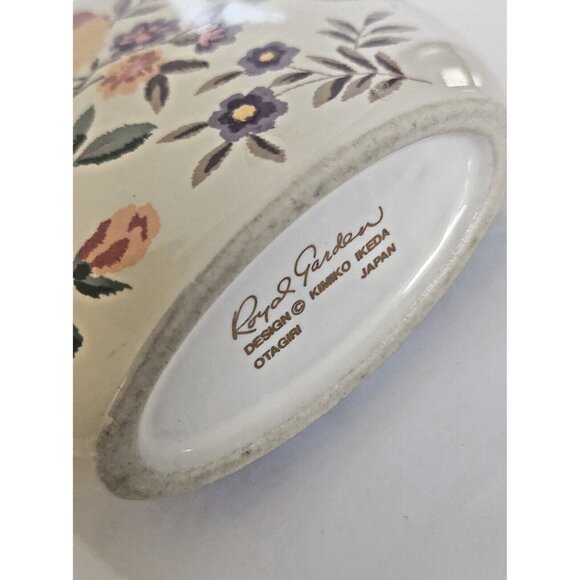 Royal Garden
DESIGN © KIMIKO IKEDA
OTAGIRI JAPAN